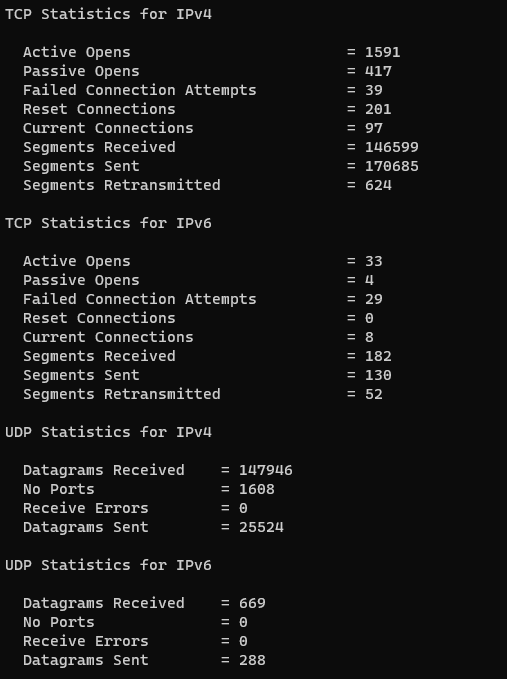 TCP Statistics for IPv4
Active Opens = 1591
Passive Opens = 417
Failed Connection Attempts = 39
Reset Connections = 201
Current Connections = 97
Segments Received = 146599
Segments Sent = 170685
Segments Retransmitted = 624
TCP Statistics for IPv6
Active Opens = 33
Passive Opens = 4
Failed Connection Attempts = 29
Reset Connections = 0
Current Connections = 8
Segments Received = 182
Segments Sent = 130
Segments Retransmitted = 52
UDP Statistics for IPv4
Datagrams Received = 147946
No Ports = 1608
Receive Errors = 0
Datagrams Sent = 25524
UDP Statistics for IPv6
Datagrams Received = 669
No Ports = 0
Receive Errors = 0
Datagrams Sent = 288